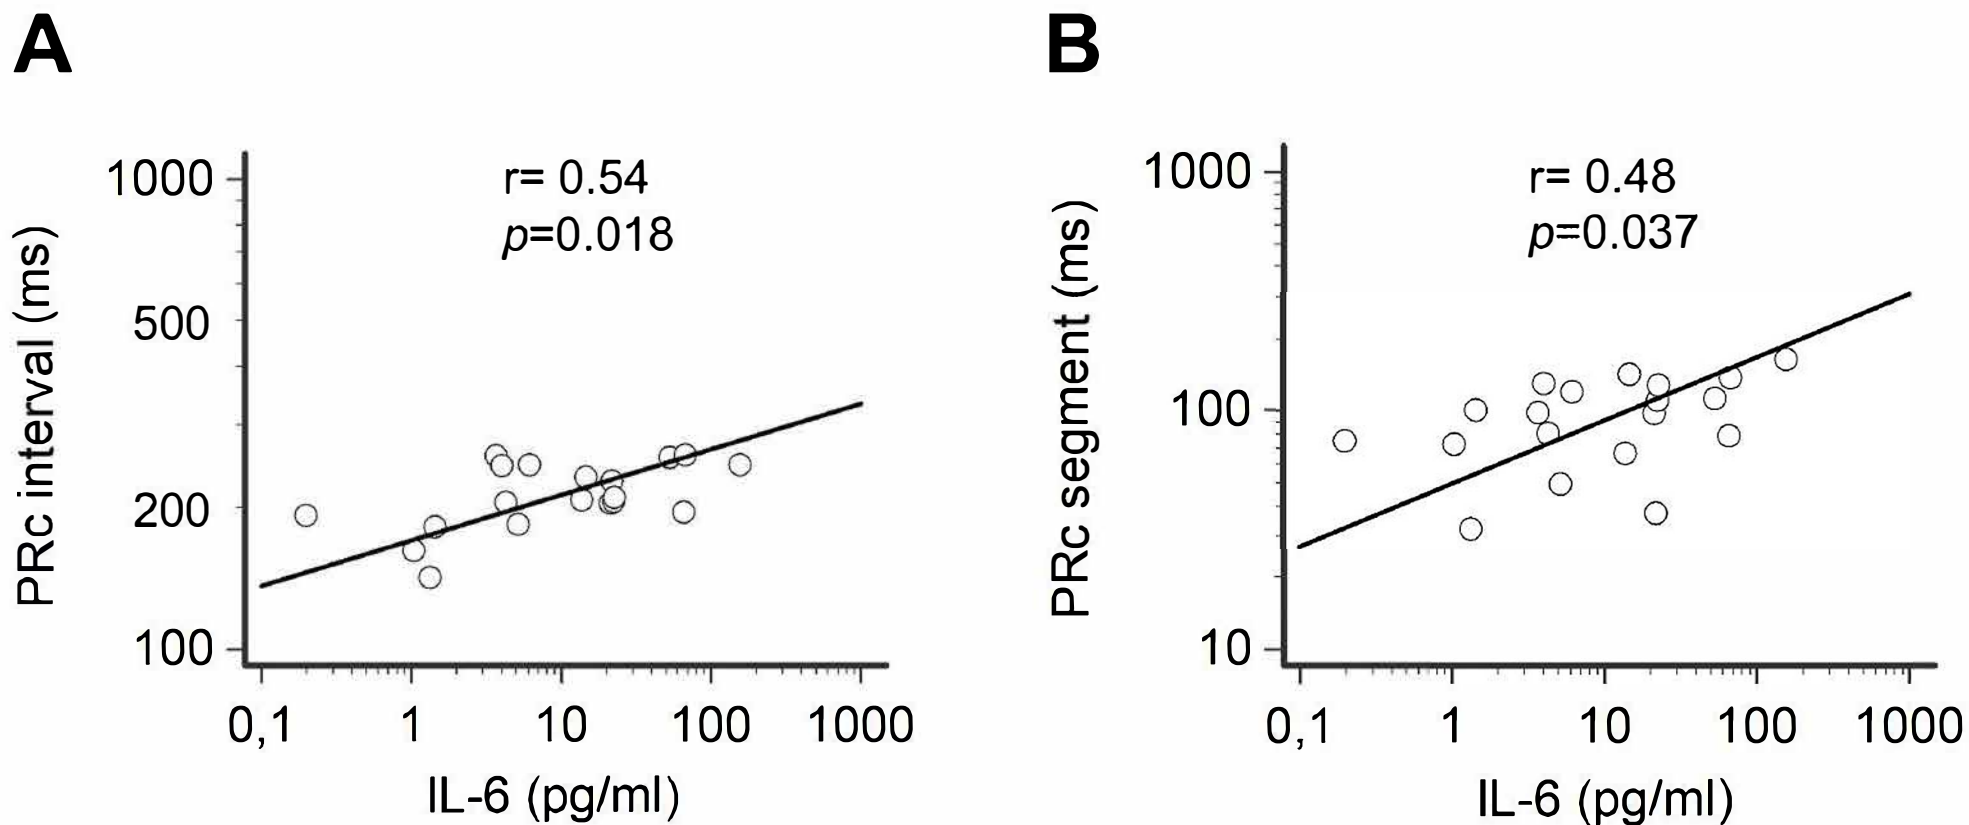 A
r= 0.54
p=0.018
PRc interval (ms)
1000
500
200
100
0,1 1 10 100 1000
IL-6 (pg/ml)
B
r= 0.48
p=0.037
PRc segment (ms)
1000
100
10
0,1 1 10 100 1000
IL-6 (pg/ml)